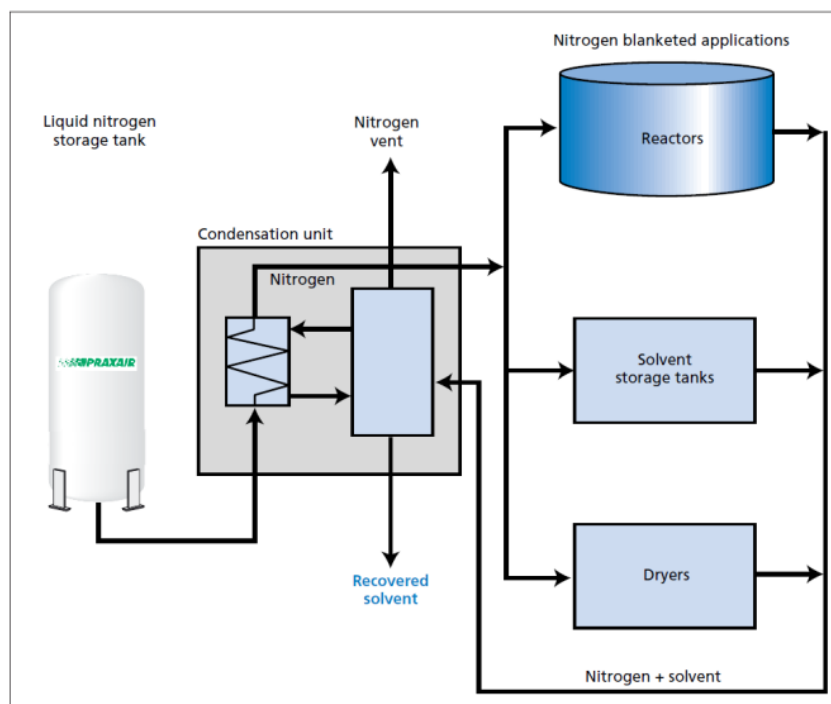 Nitrogen blanketed applications
Liquid nitrogen
storage tank
Nitrogen
vent
Reactors
Condensation unit
Nitrogen
PRAXAIR
Solvent
storage tanks
Recovered
solvent
Dryers
Nitrogen + solvent